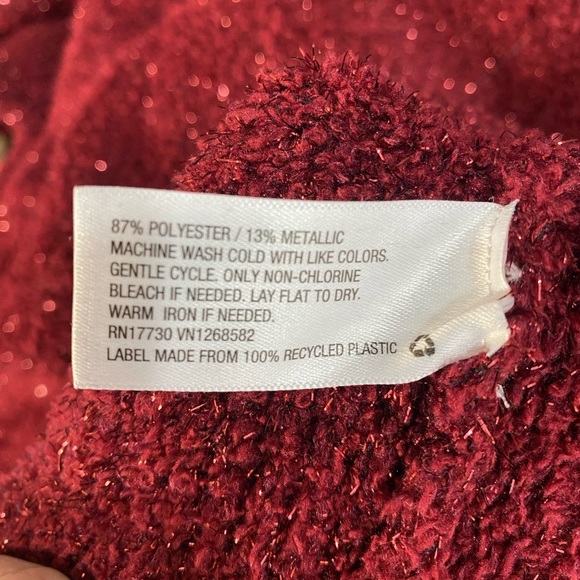 87% POLYESTER / 13% METALLIC
MACHINE WASH COLD WITH LIKE COLORS.
GENTLE CYCLE. ONLY NON-CHLORINE
BLEACH IF NEEDED. LAY FLAT TO DRY.
WARM IRON IF NEEDED.
RN17730 VN1268582
LABEL MADE FROM 100% RECYCLED PLASTIC